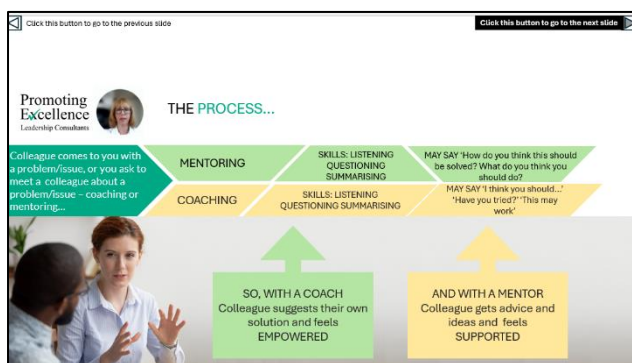 Click this button to go to the previous slide
Click this button to go to the next slide
Promoting
Excellence
Leadership Consultants
THE PROCESS...
Colleague comes to you with
a problem/issue, or you ask to
meet a colleague about a
problem/issue – coaching or
mentoring...
MENTORING
SKILLS: LISTENING
QUESTIONING
SUMMARISING
MAY SAY 'How do you think this should
be solved? What do you think you
should do?
COACHING
SKILLS: LISTENING
QUESTIONING SUMMARISING
MAY SAY 'I think you should...'
'Have you tried?' 'This may
work'
SO, WITH A COACH
Colleague suggests their own
solution and feels
EMPOWERED
AND WITH A MENTOR
Colleague gets advice and
ideas and feels
SUPPORTED